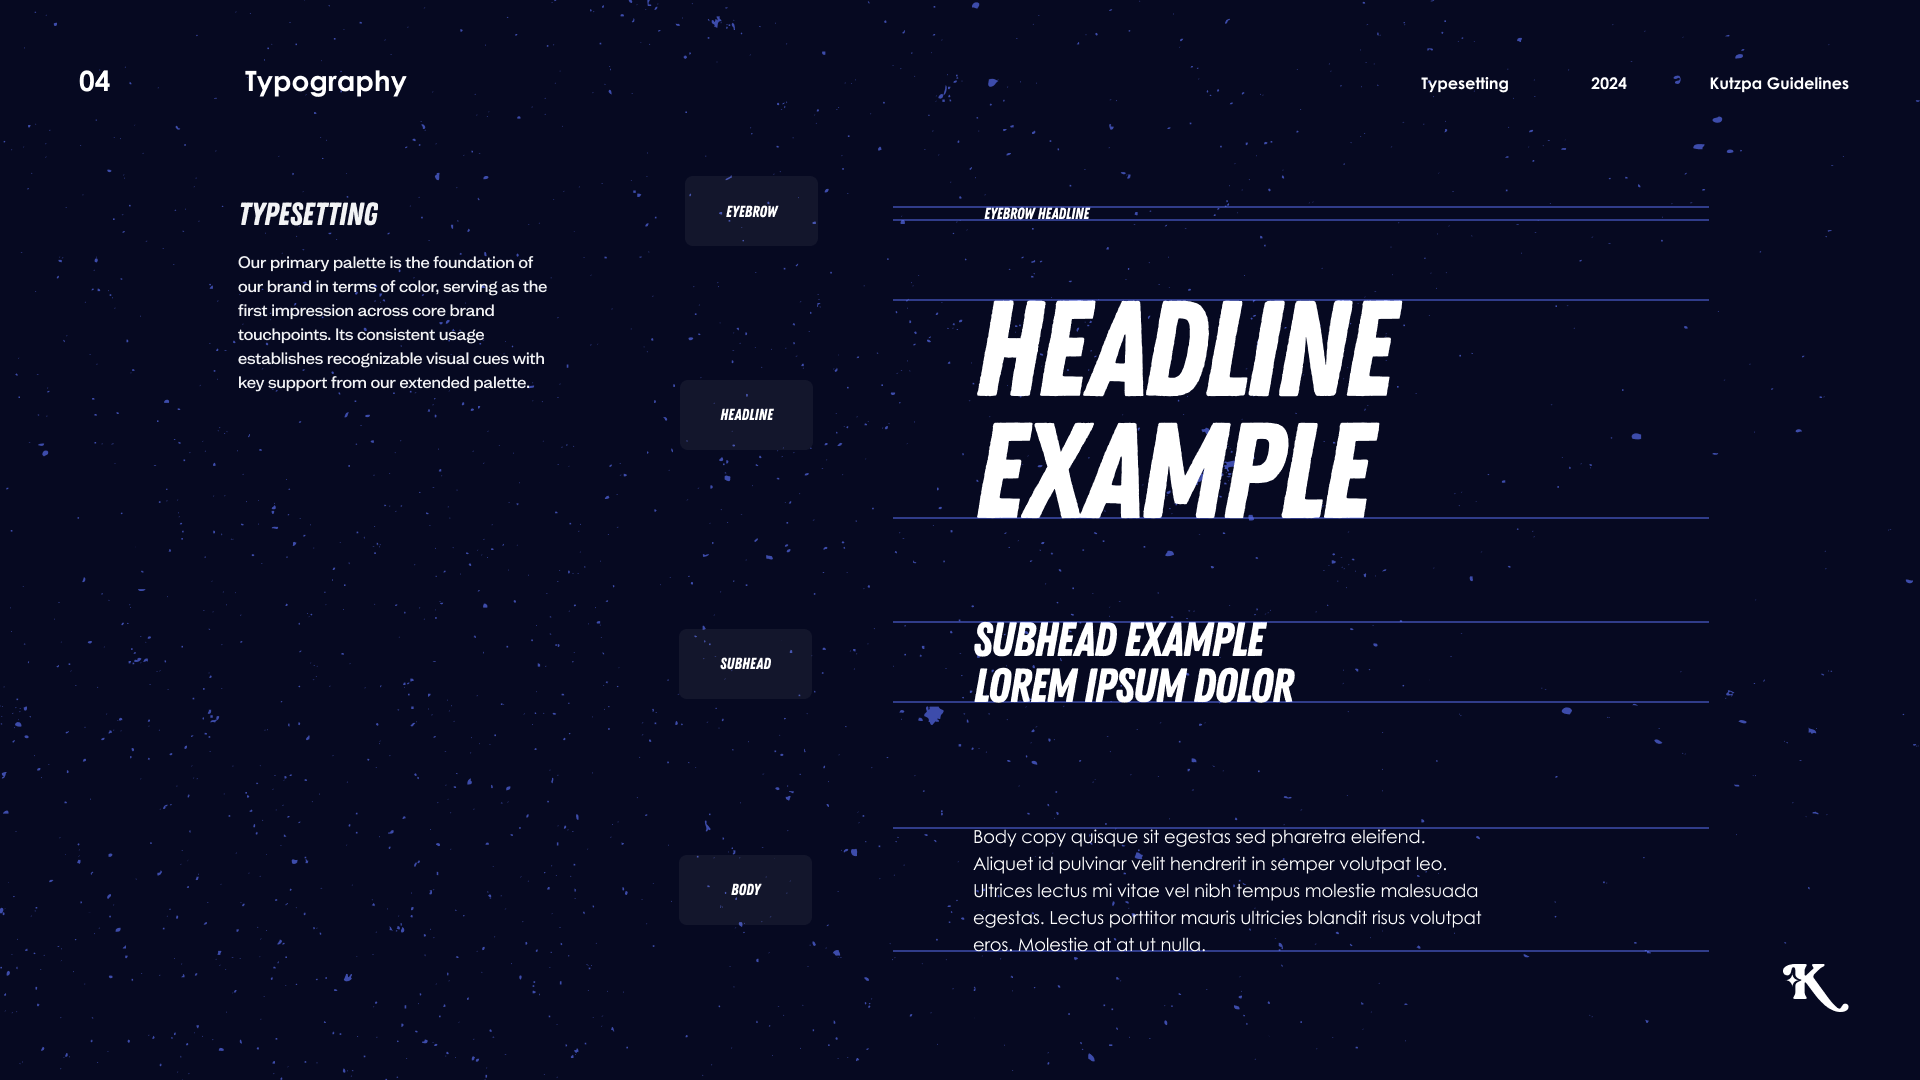 04
Typography
Typesetting
2024
Kutzpa Guidelines
TYPESETTING
Our primary palette is the foundation of
our brand in terms of color, serving as the
first impression across core brand
touchpoints. Its consistent usage
establishes recognizable visual cues with
key support from our extended palette.
EYEBROW
EYEBROW HEADLINE
HEADLINE
HEADLINE
EXAMPLE
SUBHEAD
SUBHEAD EXAMPLE
LOREM IPSUM DOLOR
BODY
Body copy quisque sit egestas sed pharetra eleifend.
Aliquet id pulvinar velit hendrerit in semper volutpat leo.
Ultrices lectus mi vitae vel nibh tempus molestie malesuada
egestas. Lectus porttitor mauris ultricies blandit risus volutpat
eros. Molestie at at ut nulla.
K